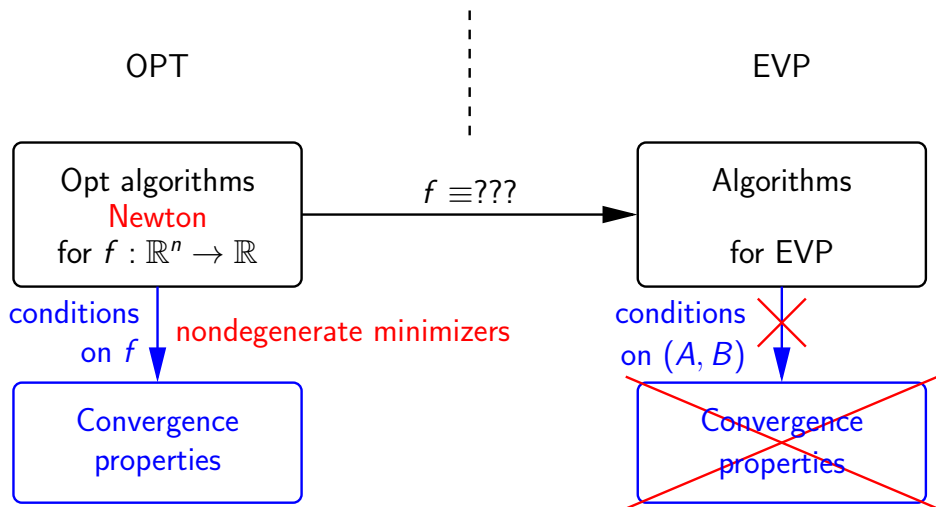 OPT
EVP
Opt algorithms
Newton
for f : ℝⁿ → ℝ
f ≡???
Algorithms
for EVP
conditions
on f
nondegenerate minimizers
conditions
on (A, B)
Convergence
properties
Convergence
properties